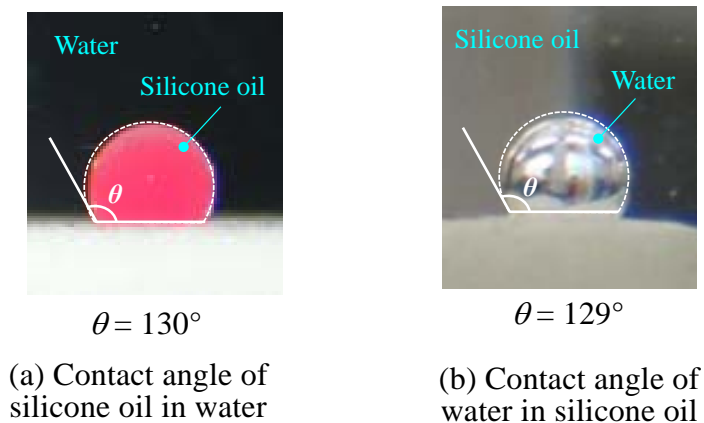 Water
Silicone oil
θ
θ = 130°
(a) Contact angle of
silicone oil in water
Silicone oil
Water
θ
θ = 129°
(b) Contact angle of
water in silicone oil